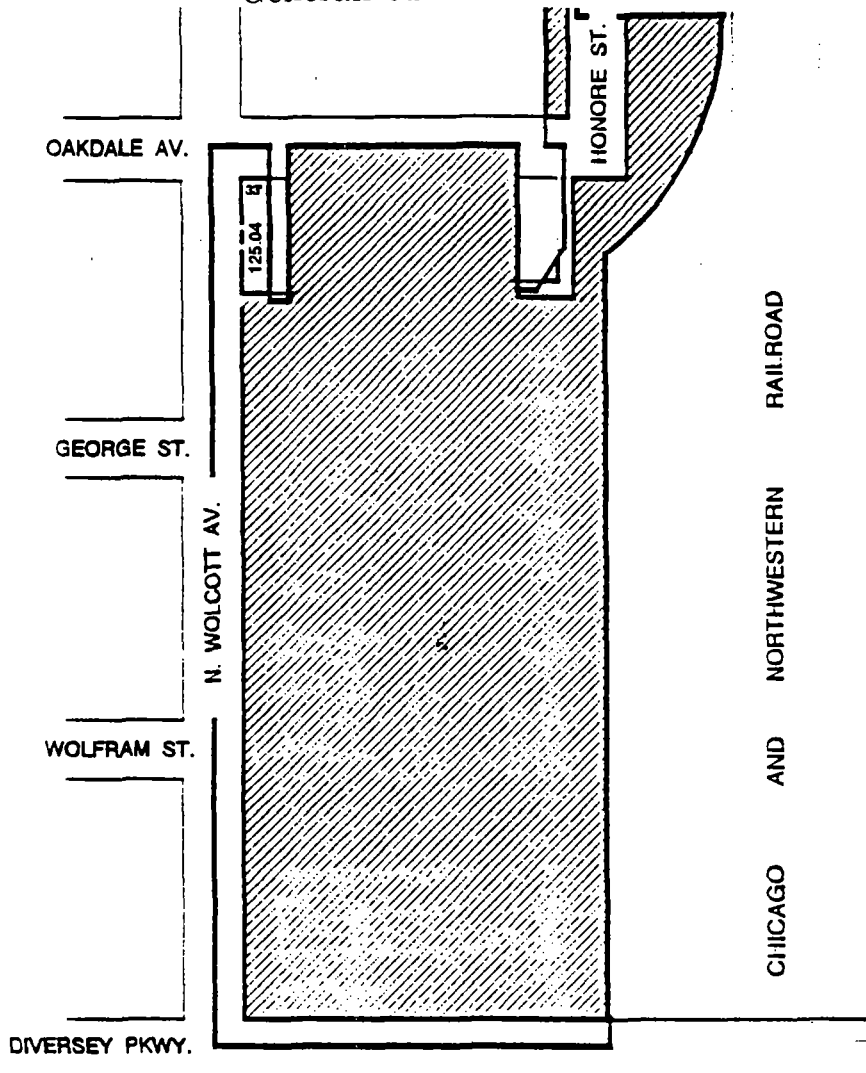 HONORE ST.
OAKDALE AV.
125.04
GEORGE ST.
N. WOLCOTT AV.
WOLFRAM ST.
DIVERSEY PKWY.
CHICAGO AND NORTHWESTERN RAILROAD